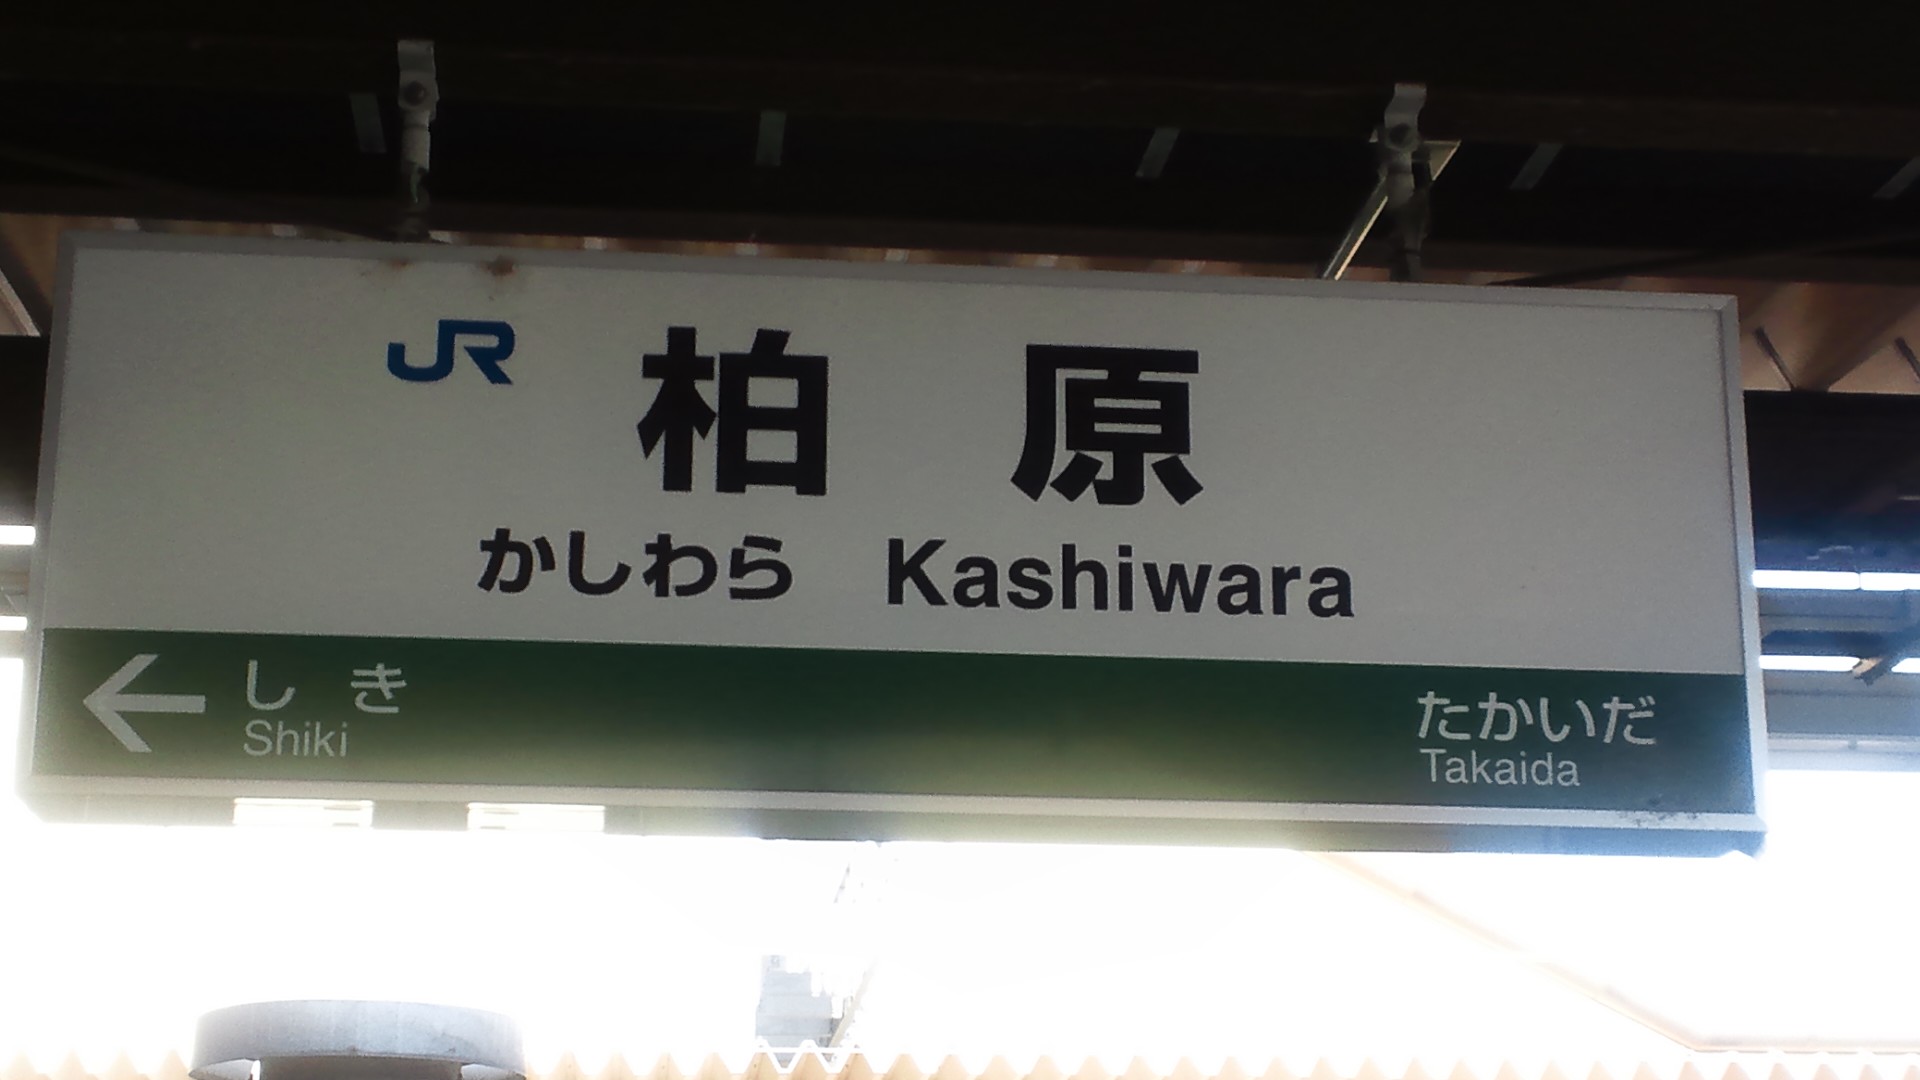 JR 柏原
かしわら Kashiwara
← しき たかいだ
Shiki Takaida